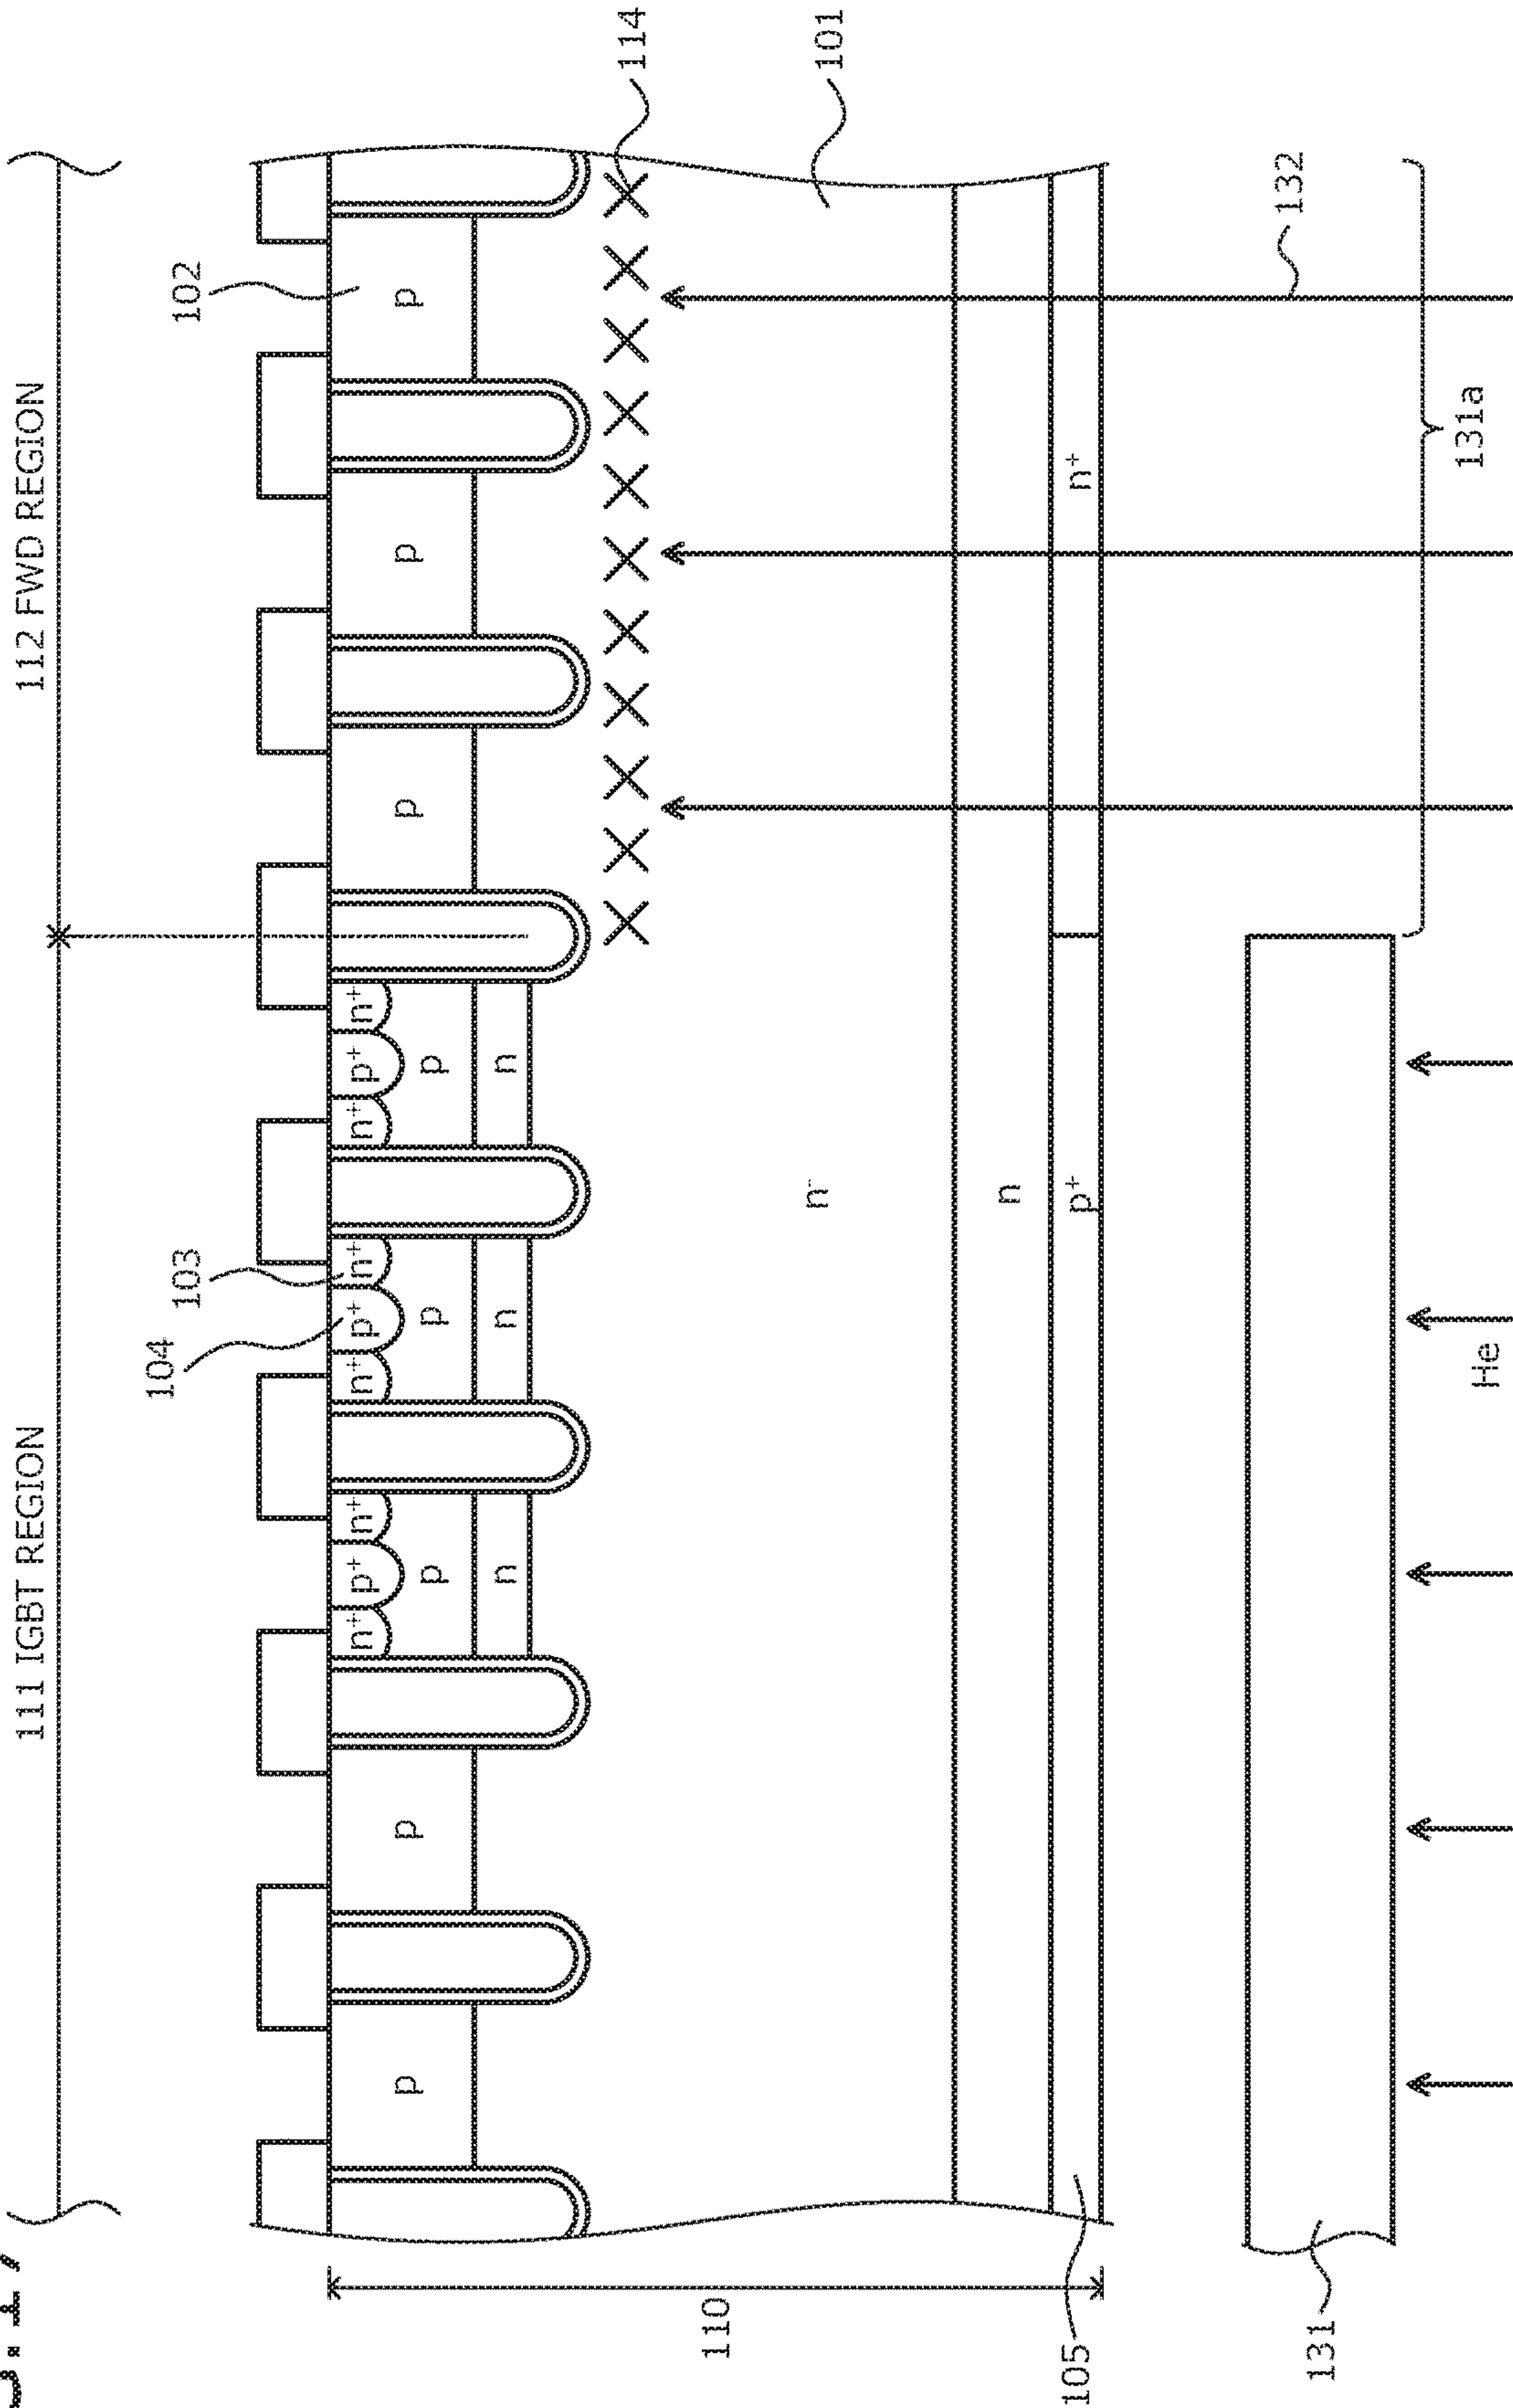 111 IGBT REGION
112 FWD REGION
104
103
102
n+ p+ n+ n+ p+ n+ n+ p+ n+
p p p p p p p p
n n n
114
110
n- 101
n
105 p+ n+
132
131
131a
He